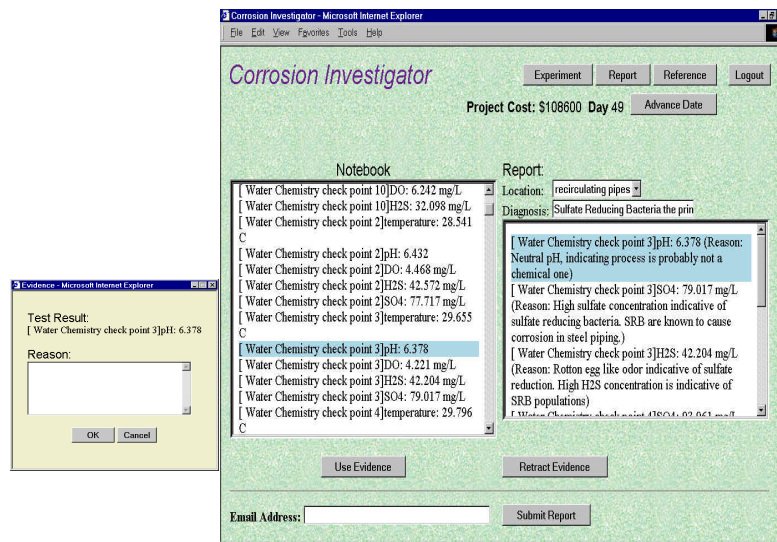 Corrosion Investigator - Microsoft Internet Explorer
File Edit View Favorites Tools Help
Corrosion Investigator
Experiment Report Reference Logout
Project Cost: $108600 Day 49 Advance Date
Notebook
[ Water Chemistry check point 10]DO: 6.242 mg/L
[ Water Chemistry check point 10]H2S: 32.098 mg/L
[ Water Chemistry check point 2]temperature: 28.541
C
[ Water Chemistry check point 2]pH: 6.432
[ Water Chemistry check point 2]DO: 4.468 mg/L
[ Water Chemistry check point 2]H2S: 42.572 mg/L
[ Water Chemistry check point 2]SO4: 77.717 mg/L
[ Water Chemistry check point 3]temperature: 29.655
C
[ Water Chemistry check point 3]pH: 6.378
[ Water Chemistry check point 3]DO: 4.221 mg/L
[ Water Chemistry check point 3]H2S: 42.204 mg/L
[ Water Chemistry check point 3]SO4: 79.017 mg/L
[ Water Chemistry check point 4]temperature: 29.796
C
Report:
Location: recirculating pipes
Diagnosis: Sulfate Reducing Bacteria the prin
[ Water Chemistry check point 3]pH: 6.378 (Reason:
Neutral pH, indicating process is probably not a
chemical one)
[ Water Chemistry check point 3]SO4: 79.017 mg/L
(Reason: High sulfate concentration indicative of
sulfate reducing bacteria. SRB are known to cause
corrosion in steel piping.)
[ Water Chemistry check point 3]H2S: 42.204 mg/L
(Reason: Rotton egg like odor indicative of sulfate
reduction. High H2S concentration is indicative of
SRB populations)
[ Water Chemistry check point 4]SO4: 93.961 mg/L
Use Evidence Retract Evidence
Email Address: Submit Report
Evidence - Microsoft Internet Explorer
Test Result:
[ Water Chemistry check point 3]pH: 6.378
Reason:
OK Cancel